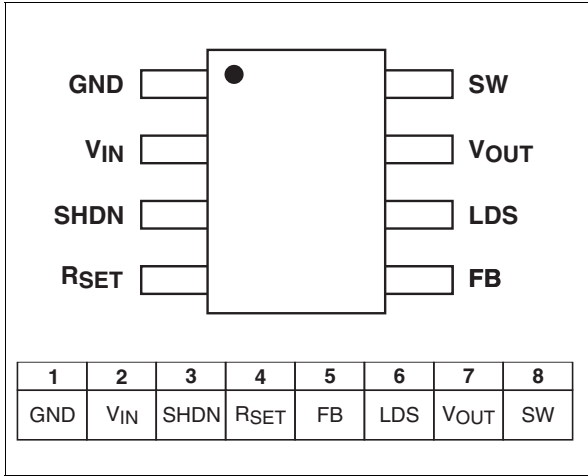 GND SW
VIN VOUT
SHDN LDS
RSET FB
1 2 3 4 5 6 7 8
GND VIN SHDN RSET FB LDS VOUT SW